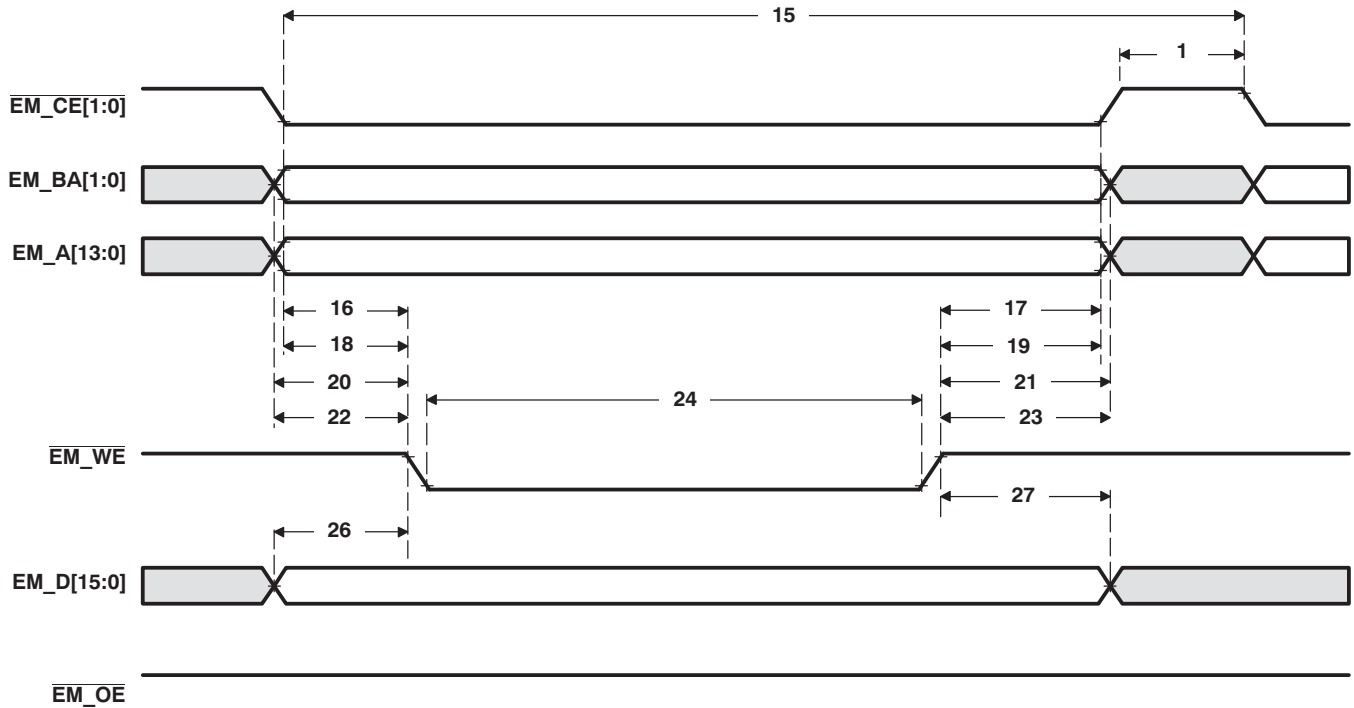 15
1
EM_CE[1:0]
EM_BA[1:0]
EM_A[13:0]
16
17
18
19
20
21
24
22
23
EM_WE
27
26
EM_D[15:0]
EM_OE